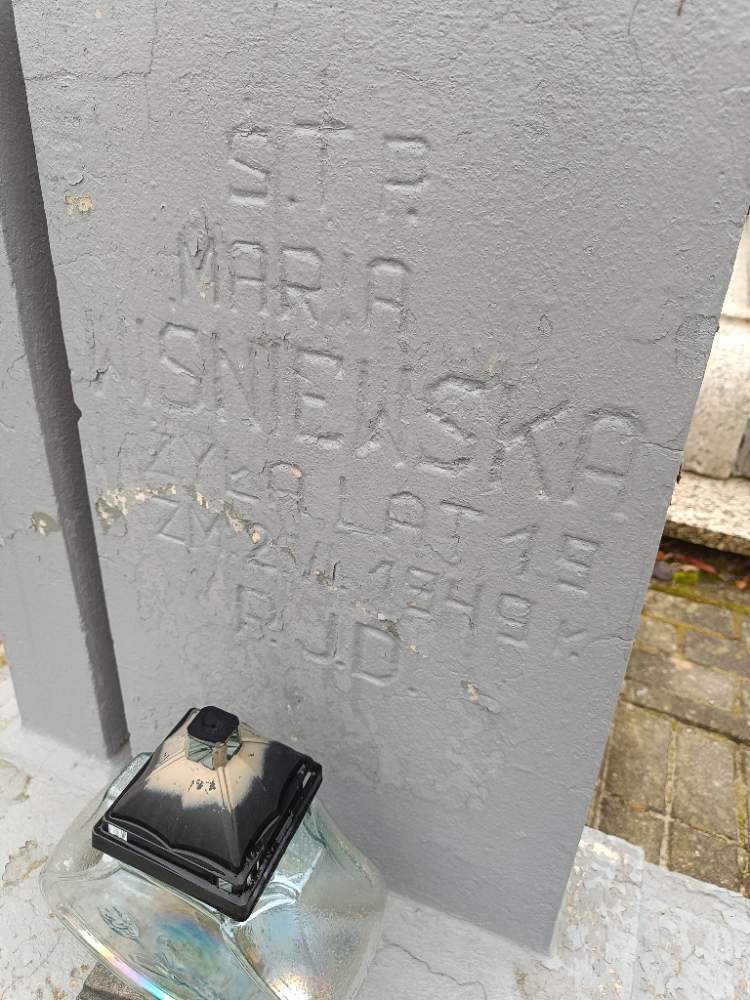 S.T.P.
MARIA
WIŚNIEWSKA
ŻYŁA LAT 19
ZM 2 VI 1949 R.
P.J.D.